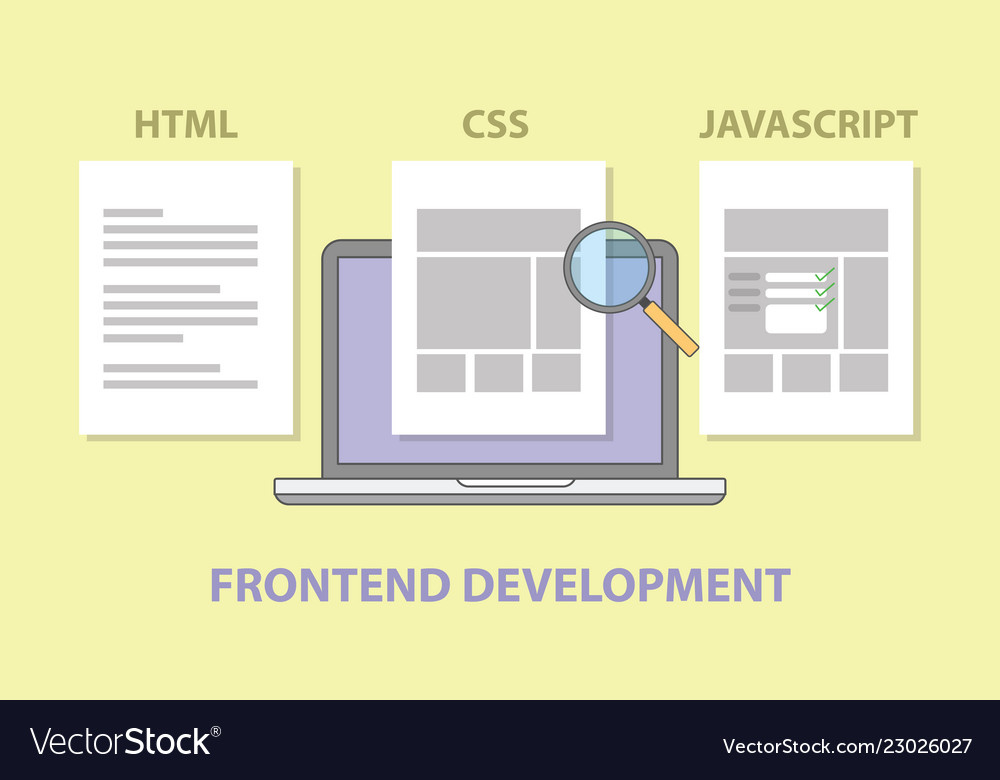 HTML
CSS
JAVASCRIPT
FRONTEND DEVELOPMENT
VectorStock®
VectorStock.com/23026027